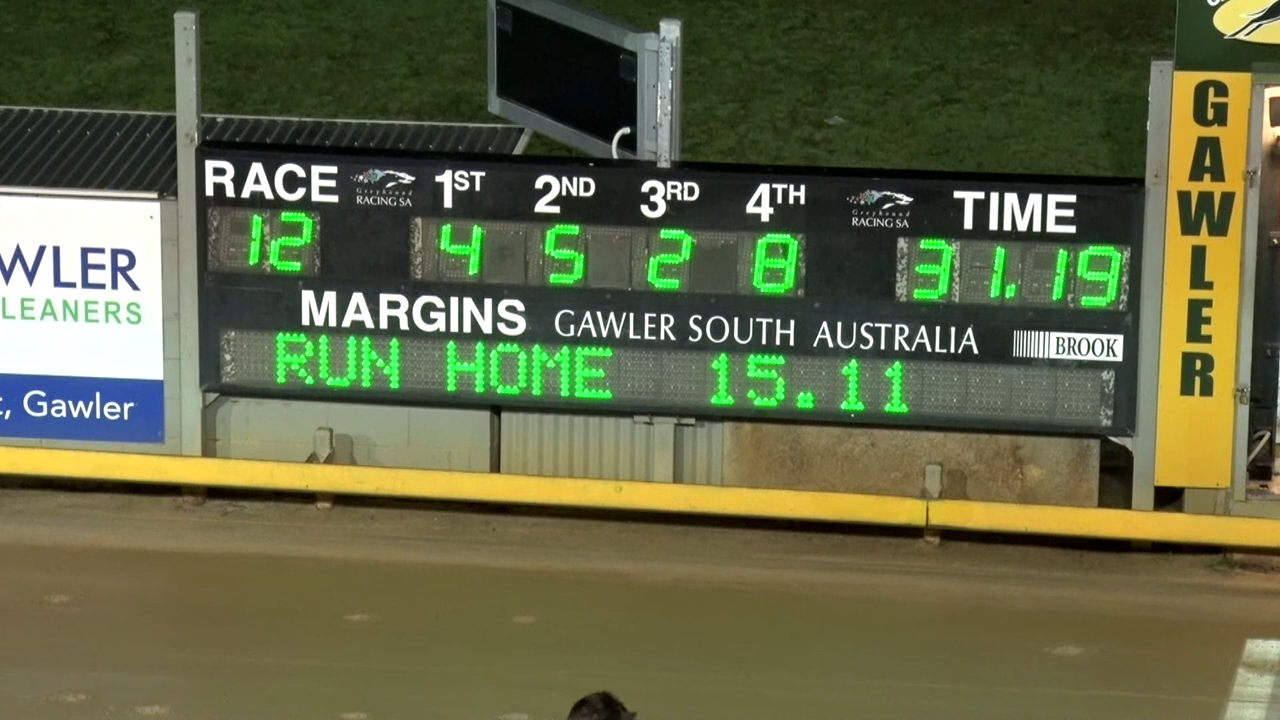 RACE 1ST 2ND 3RD 4TH TIME
Greyhound
RACING SA
Greyhound
RACING SA
12 4 5 2 8 31.19
MARGINS GAWLER SOUTH AUSTRALIA BROOK
RUN HOME 15.11
WLER
LEANERS
, Gawler
GAWLER